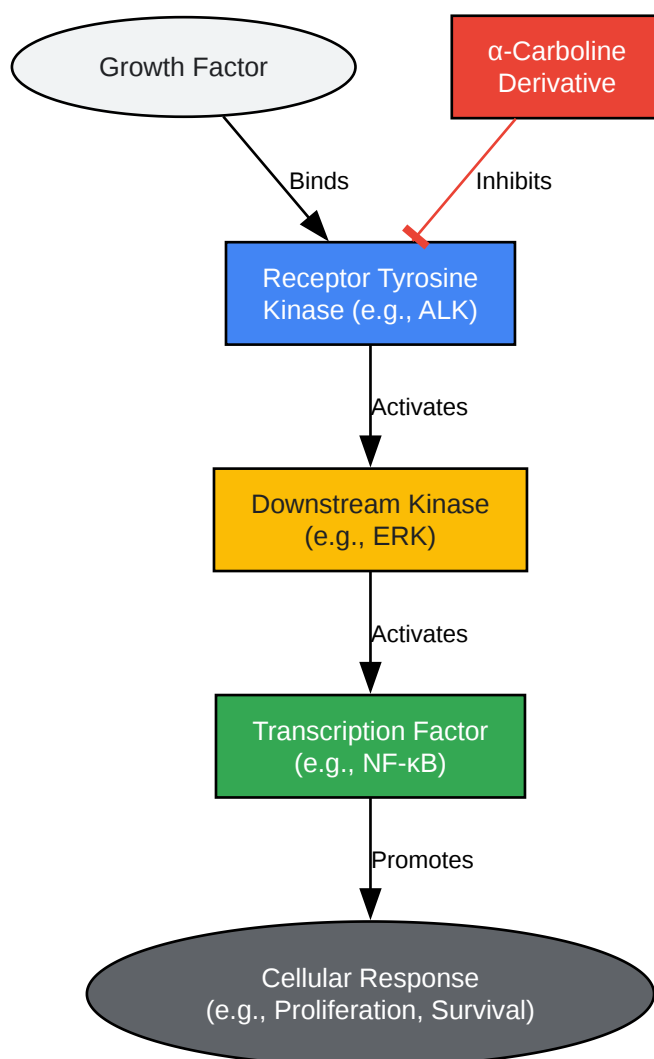 Growth Factor
α-Carboline
Derivative
Binds
Inhibits
Receptor Tyrosine
Kinase (e.g., ALK)
Activates
Downstream Kinase
(e.g., ERK)
Activates
Transcription Factor
(e.g., NF-κB)
Promotes
Cellular Response
(e.g., Proliferation, Survival)